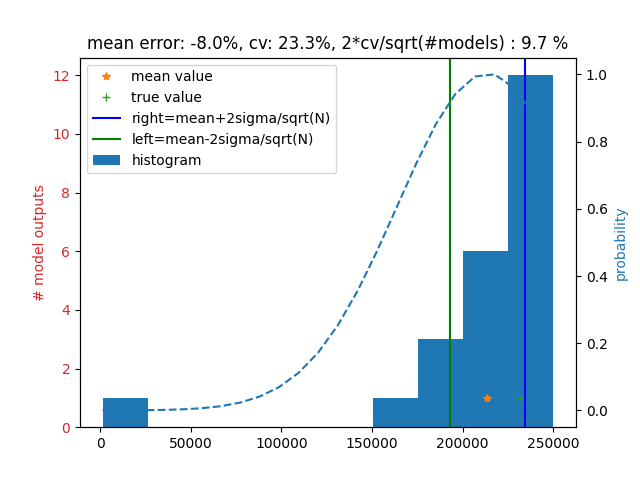 mean error: -8.0%, cv: 23.3%, 2*cv/sqrt(#models) : 9.7 %
mean value
true value
right=mean+2sigma/sqrt(N)
left=mean-2sigma/sqrt(N)
histogram
# model outputs
12
10
8
6
4
2
0
probability
1.0
0.8
0.6
0.4
0.2
0.0
0 50000 100000 150000 200000 250000